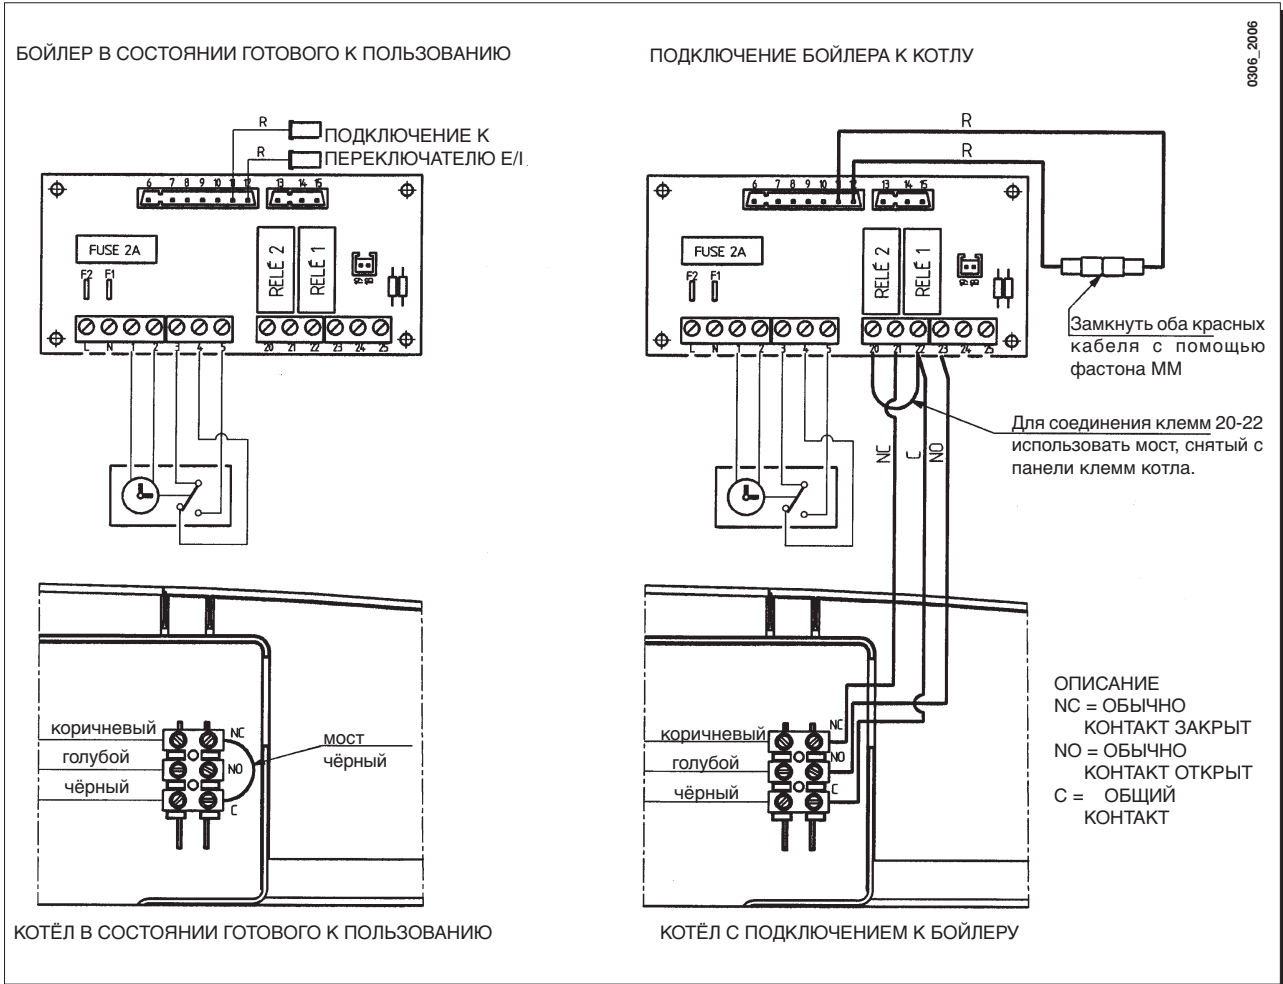 0306_2006
БОЙЛЕР В СОСТОЯНИИ ГОТОВОГО К ПОЛЬЗОВАНИЮ
R
ПОДКЛЮЧЕНИЕ К
R
ПЕРЕКЛЮЧАТЕЛЮ E/I
6 7 8 9 10 11 12 13 14 15
FUSE 2A
F2 F1
RELÉ 2
RELÉ 1
L N 1 2 3 4 5 20 21 22 23 24 25
коричневый
голубой
чёрный
NC
NO
C
мост
чёрный
КОТЁЛ В СОСТОЯНИИ ГОТОВОГО К ПОЛЬЗОВАНИЮ
ПОДКЛЮЧЕНИЕ БОЙЛЕРА К КОТЛУ
R
R
6 7 8 9 10 13 14 15
FUSE 2A
F2 F1
RELÉ 2
RELÉ 1
L N 1 2 3 4 5 20 21 22 23 24 25
Замкнуть оба красных
кабеля с помощью
фастона ММ
Для соединения клемм 20-22
использовать мост, снятый с
панели клемм котла.
NC
C
NO
коричневый
голубой
чёрный
NC
NO
C
ОПИСАНИЕ
NC = ОБЫЧНО
КОНТАКТ ЗАКРЫТ
NO = ОБЫЧНО
КОНТАКТ ОТКРЫТ
C = ОБЩИЙ
КОНТАКТ
КОТЁЛ С ПОДКЛЮЧЕНИЕМ К БОЙЛЕРУ